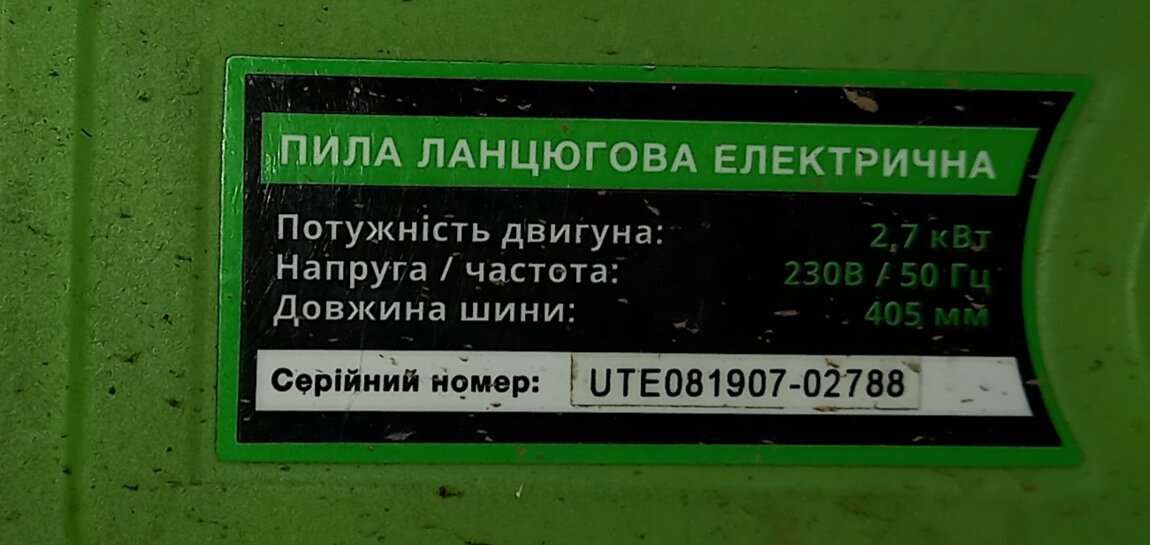 ПИЛА ЛАНЦЮГОВА ЕЛЕКТРИЧНА
Потужність двигуна: 2,7 кВт
Напруга / частота: 230В / 50 Гц
Довжина шини: 405 мм
Серійний номер: UTE081907-02788